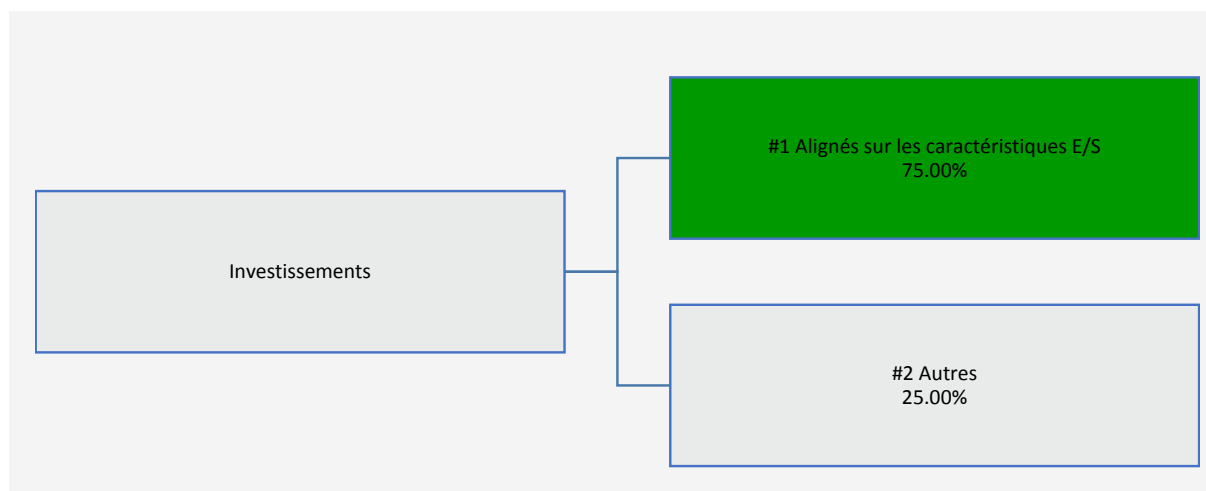 #1 Alignés sur les caractéristiques E/S
75.00%
Investissements
#2 Autres
25.00%